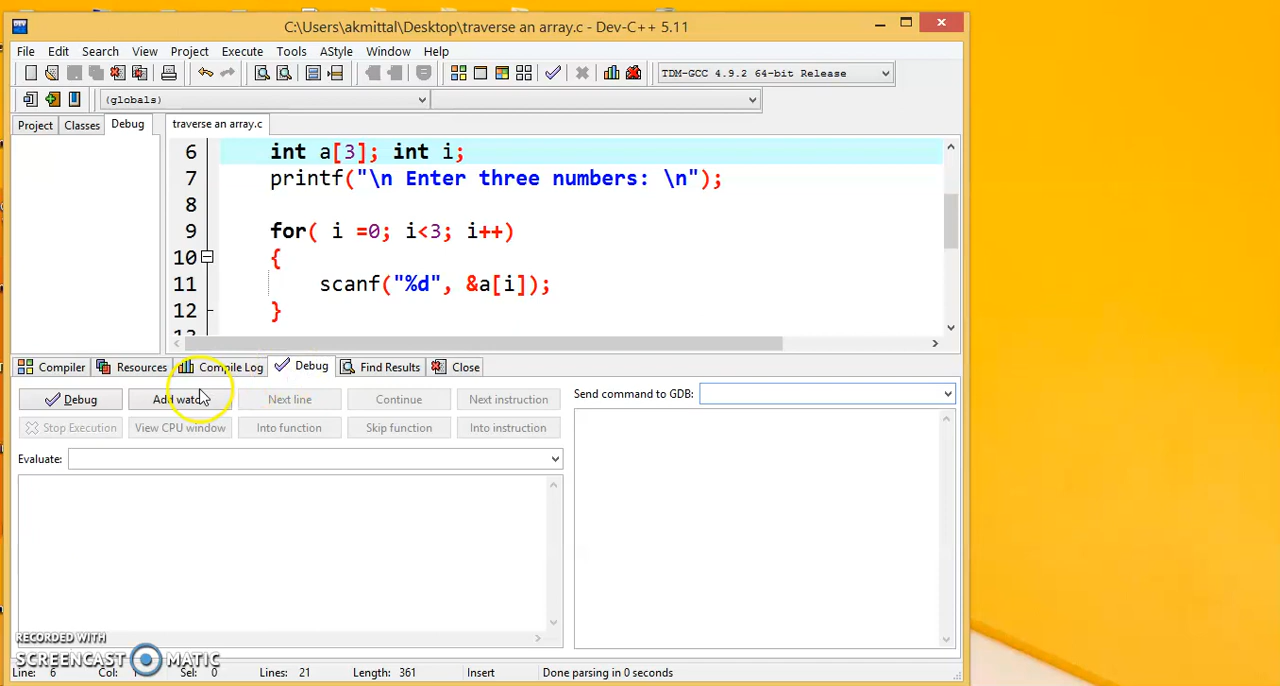 C:\Users\akmittal\Desktop\traverse an array.c - Dev-C++ 5.11
File Edit Search View Project Execute Tools AStyle Window Help
TDM-GCC 4.9.2 64-bit Release
(globals)
Project Classes Debug
traverse an array.c
6 int a[3]; int i;
7 printf("\n Enter three numbers: \n");
8
9 for( i =0; i<3; i++)
10 {
11 scanf("%d", &a[i]);
12 }
Compiler Resources Compile Log Debug Find Results Close
Debug Add watch Next line Continue Next instruction
Send command to GDB:
Stop Execution View CPU window Into function Skip function Into instruction
Evaluate:
RECORDED WITH
SCREENCAST MATIC
Line: 6 Col: Sel: 0 Lines: 21 Length: 361 Insert Done parsing in 0 seconds